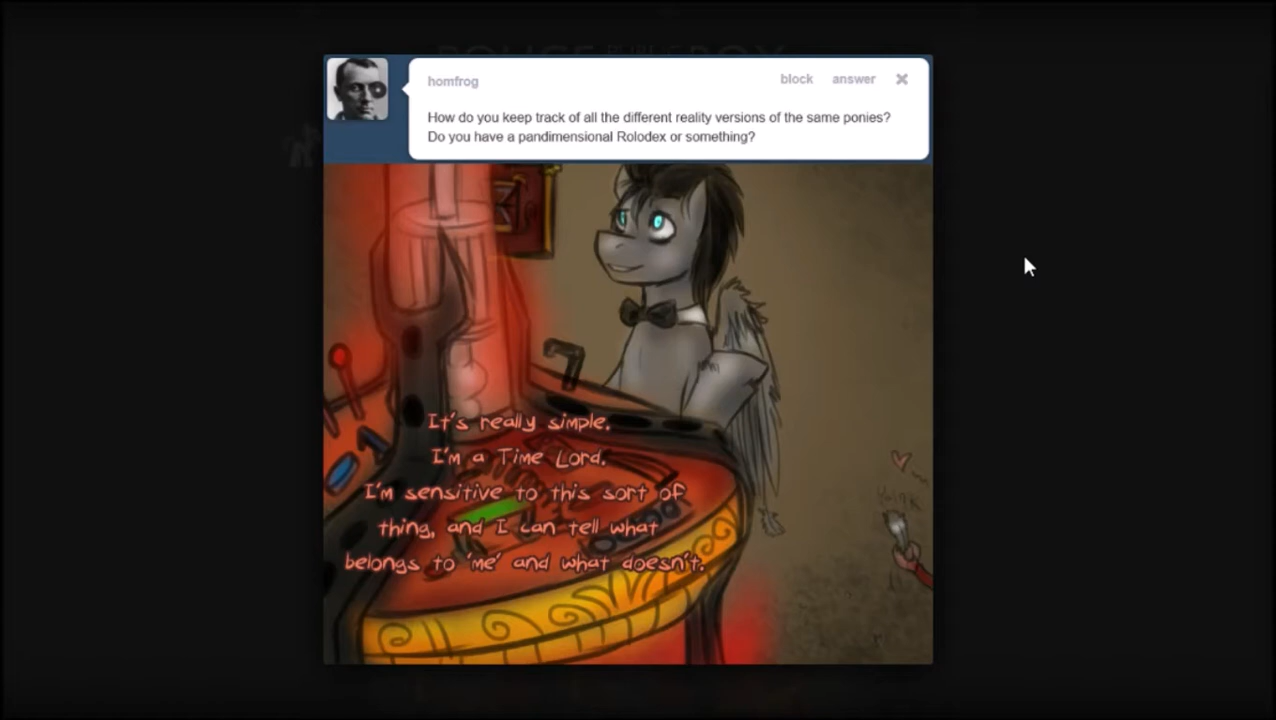 homfrog block answer
How do you keep track of all the different reality versions of the same ponies?
Do you have a pandimensional Rolodex or something?
It's really simple.
I'm a Time Lord.
I'm sensitive to this sort of
thing, and I can tell what
belongs to 'me' and what doesn't.